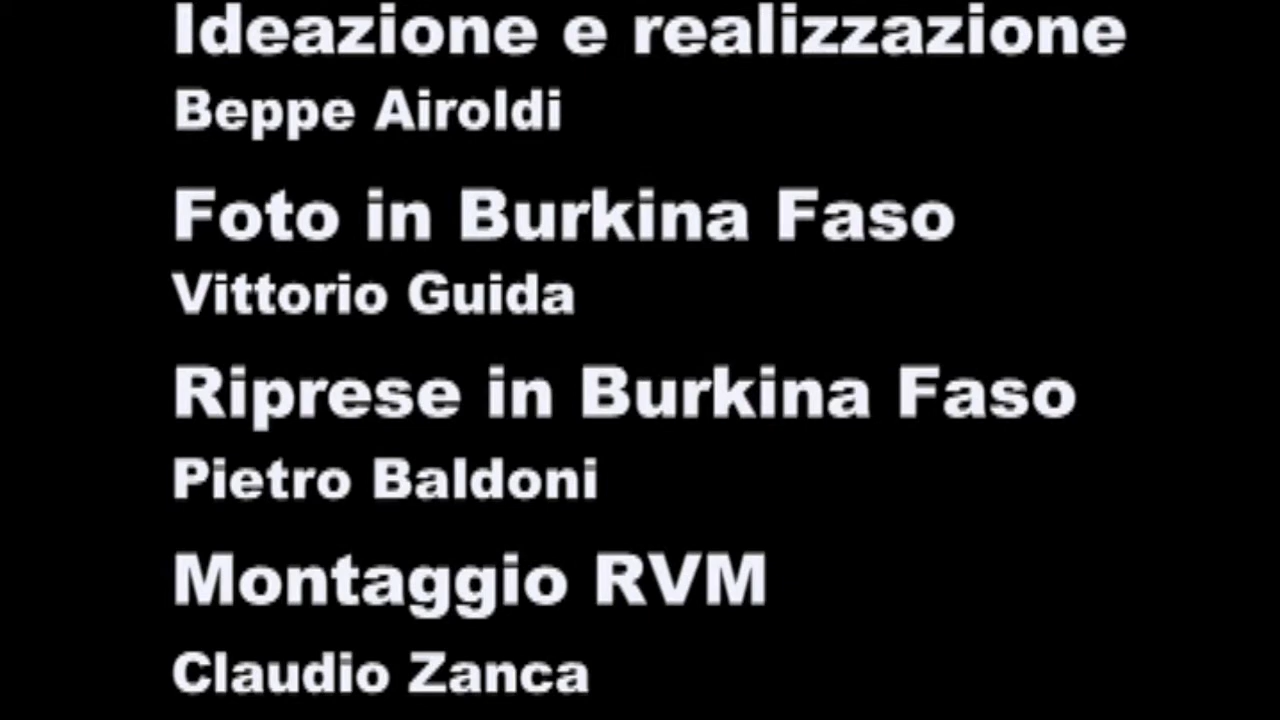 Ideazione e realizzazione
Beppe Airoldi
Foto in Burkina Faso
Vittorio Guida
Riprese in Burkina Faso
Pietro Baldoni
Montaggio RVM
Claudio Zanca